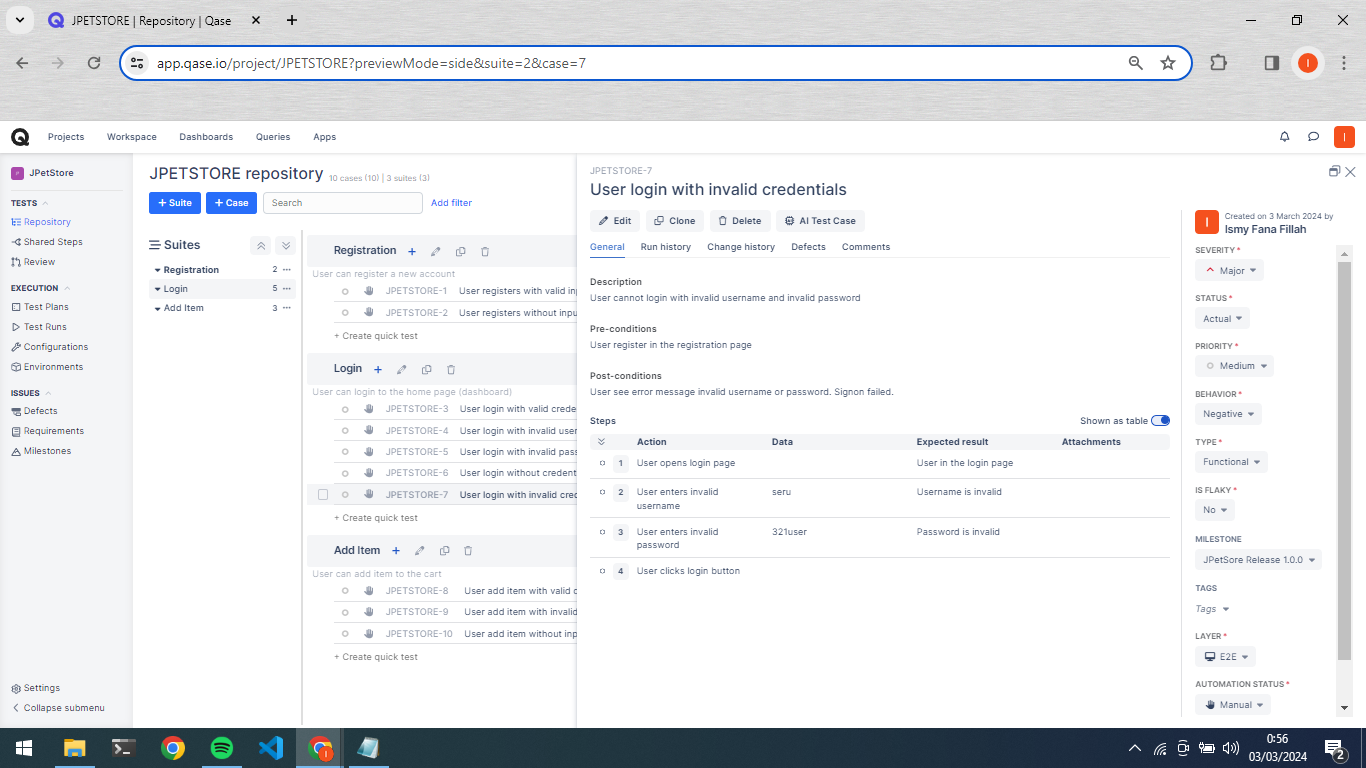 JPETSTORE | Repository | Qase
app.qase.io/project/JPETSTORE?previewMode=side&suite=2&case=7
I
Projects Workspace Dashboards Queries Apps
I
JPetStore
TESTS
Repository
Shared Steps
Review
EXECUTION
Test Plans
Test Runs
Configurations
Environments
ISSUES
Defects
Requirements
Milestones
Settings
Collapse submenu
JPETSTORE repository 10 cases (10) | 3 suites (3)
+ Suite + Case Search Add filter
Suites
Registration 2
Login 5
Add Item 3
Registration
User can register a new account
JPETSTORE-1 User registers with valid inp
JPETSTORE-2 User registers without inpu
+ Create quick test
Login
User can login to the home page (dashboard)
JPETSTORE-3 User login with valid crede
JPETSTORE-4 User login with invalid user
JPETSTORE-5 User login with invalid pass
JPETSTORE-6 User login without credent
JPETSTORE-7 User login with invalid cred
+ Create quick test
Add Item
User can add item to the cart
JPETSTORE-8 User add item with valid c
JPETSTORE-9 User add item with invalid
JPETSTORE-10 User add item without inp
+ Create quick test
JPETSTORE-7
User login with invalid credentials
Edit Clone Delete AI Test Case
General Run history Change history Defects Comments
Description
User cannot login with invalid username and invalid password
Pre-conditions
User register in the registration page
Post-conditions
User see error message invalid username or password. Signon failed.
Steps Shown as table
Action Data Expected result Attachments
1 User opens login page User in the login page
2 User enters invalid username seru Username is invalid
3 User enters invalid password 321user Password is invalid
4 User clicks login button
I
Created on 3 March 2024 by
Ismy Fana Fillah
SEVERITY *
Major
STATUS *
Actual
PRIORITY *
Medium
BEHAVIOR *
Negative
TYPE *
Functional
IS FLAKY *
No
MILESTONE
JPetSore Release 1.0.0
TAGS
Tags
LAYER *
E2E
AUTOMATION STATUS *
Manual
I
0:56
03/03/2024
2